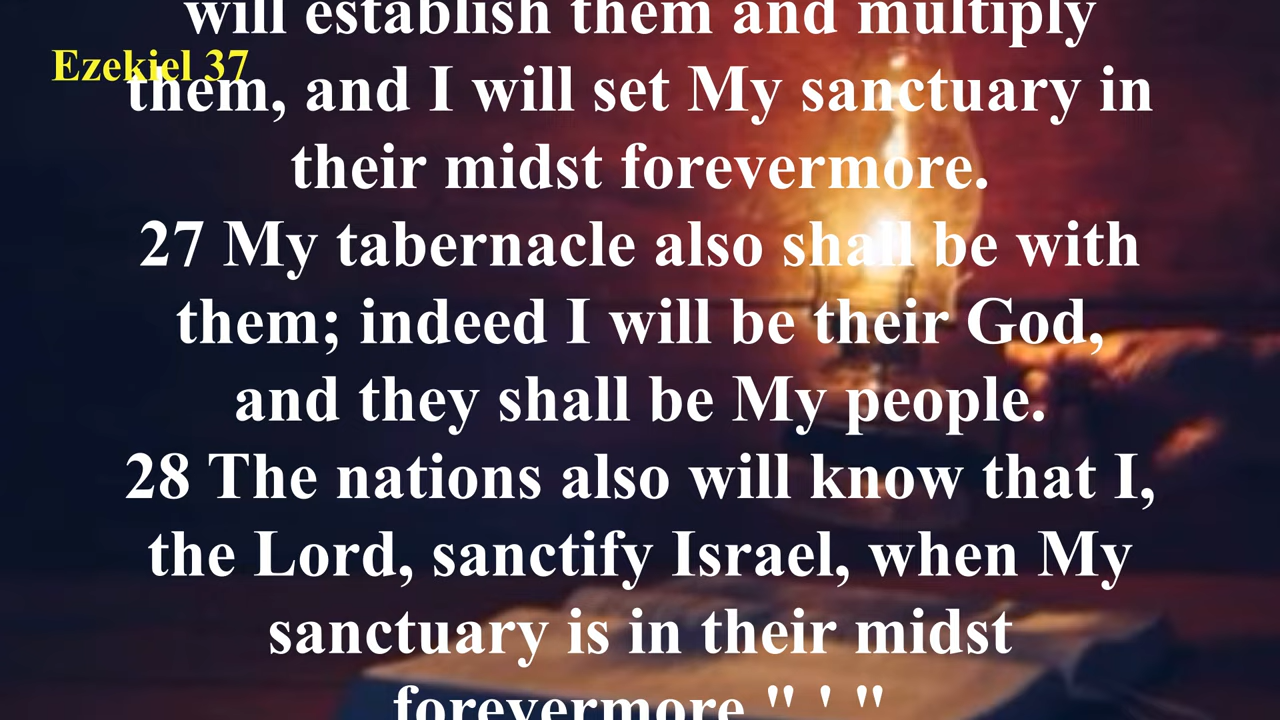 will establish them and multiply
Ezekiel 37
them, and I will set My sanctuary in
their midst forevermore.
27 My tabernacle also shall be with
them; indeed I will be their God,
and they shall be My people.
28 The nations also will know that I,
the Lord, sanctify Israel, when My
sanctuary is in their midst
forevermore." ' "